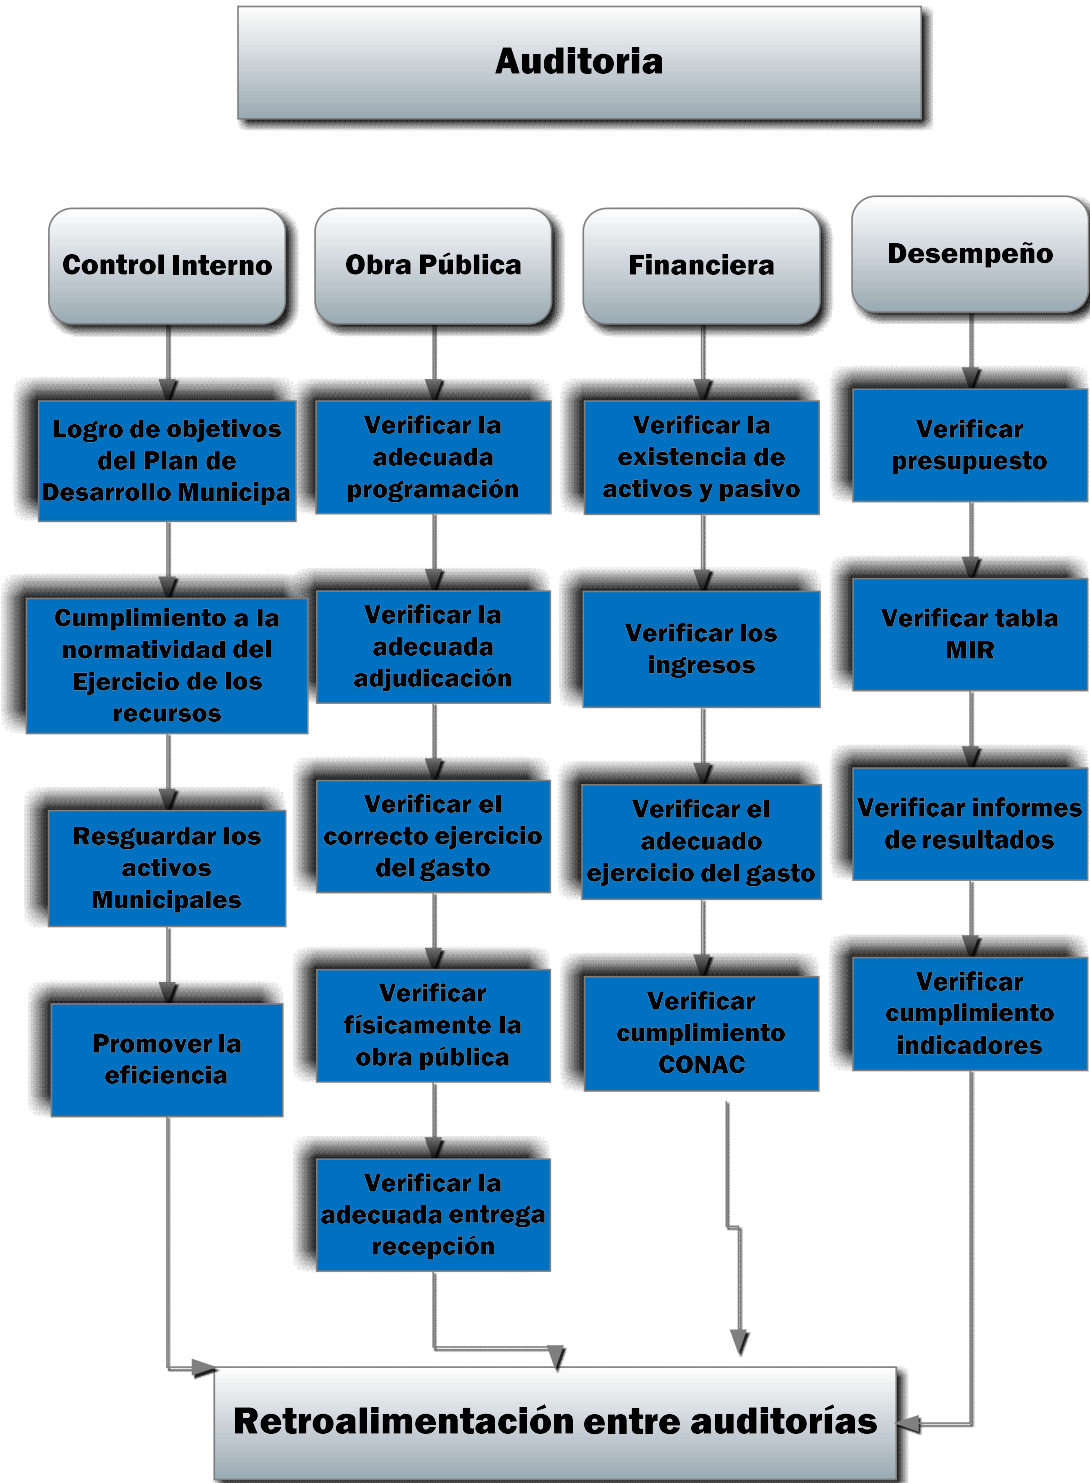 Auditoria
Control Interno
Logro de objetivos
del Plan de
Desarrollo Municipa
Cumplimiento a la
normatividad del
Ejercicio de los
recursos
Resguardar los
activos
Municipales
Promover la
eficiencia
Obra Pública
Verificar la
adecuada
programación
Verificar la
adecuada
adjudicación
Verificar el
correcto ejercicio
del gasto
Verificar
físicamente la
obra pública
Verificar la
adecuada entrega
recepción
Financiera
Verificar la
existencia de
activos y pasivo
Verificar los
ingresos
Verificar el
adecuado
ejercicio del gasto
Verificar
cumplimiento
CONAC
Desempeño
Verificar
presupuesto
Verificar tabla
MIR
Verificar informes
de resultados
Verificar
cumplimiento
indicadores
Retroalimentación entre auditorías